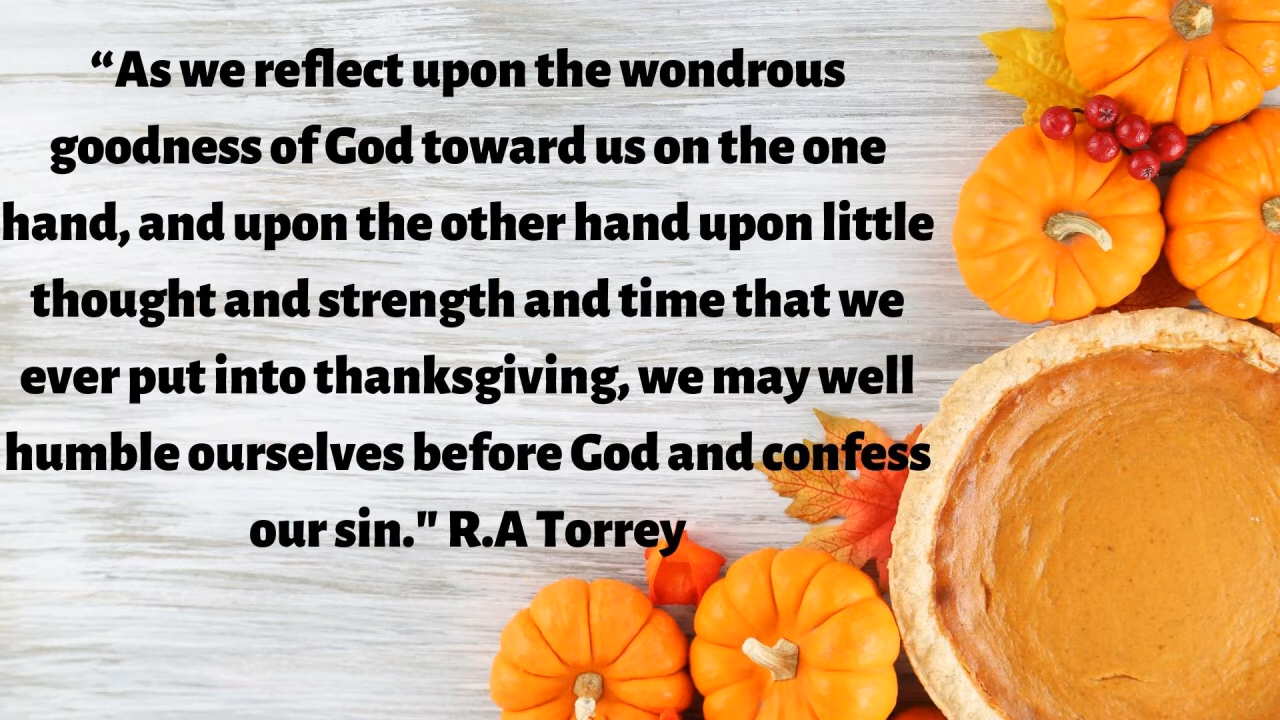 “As we reflect upon the wondrous
goodness of God toward us on the one
hand, and upon the other hand upon little
thought and strength and time that we
ever put into thanksgiving, we may well
humble ourselves before God and confess
our sin." R.A Torrey